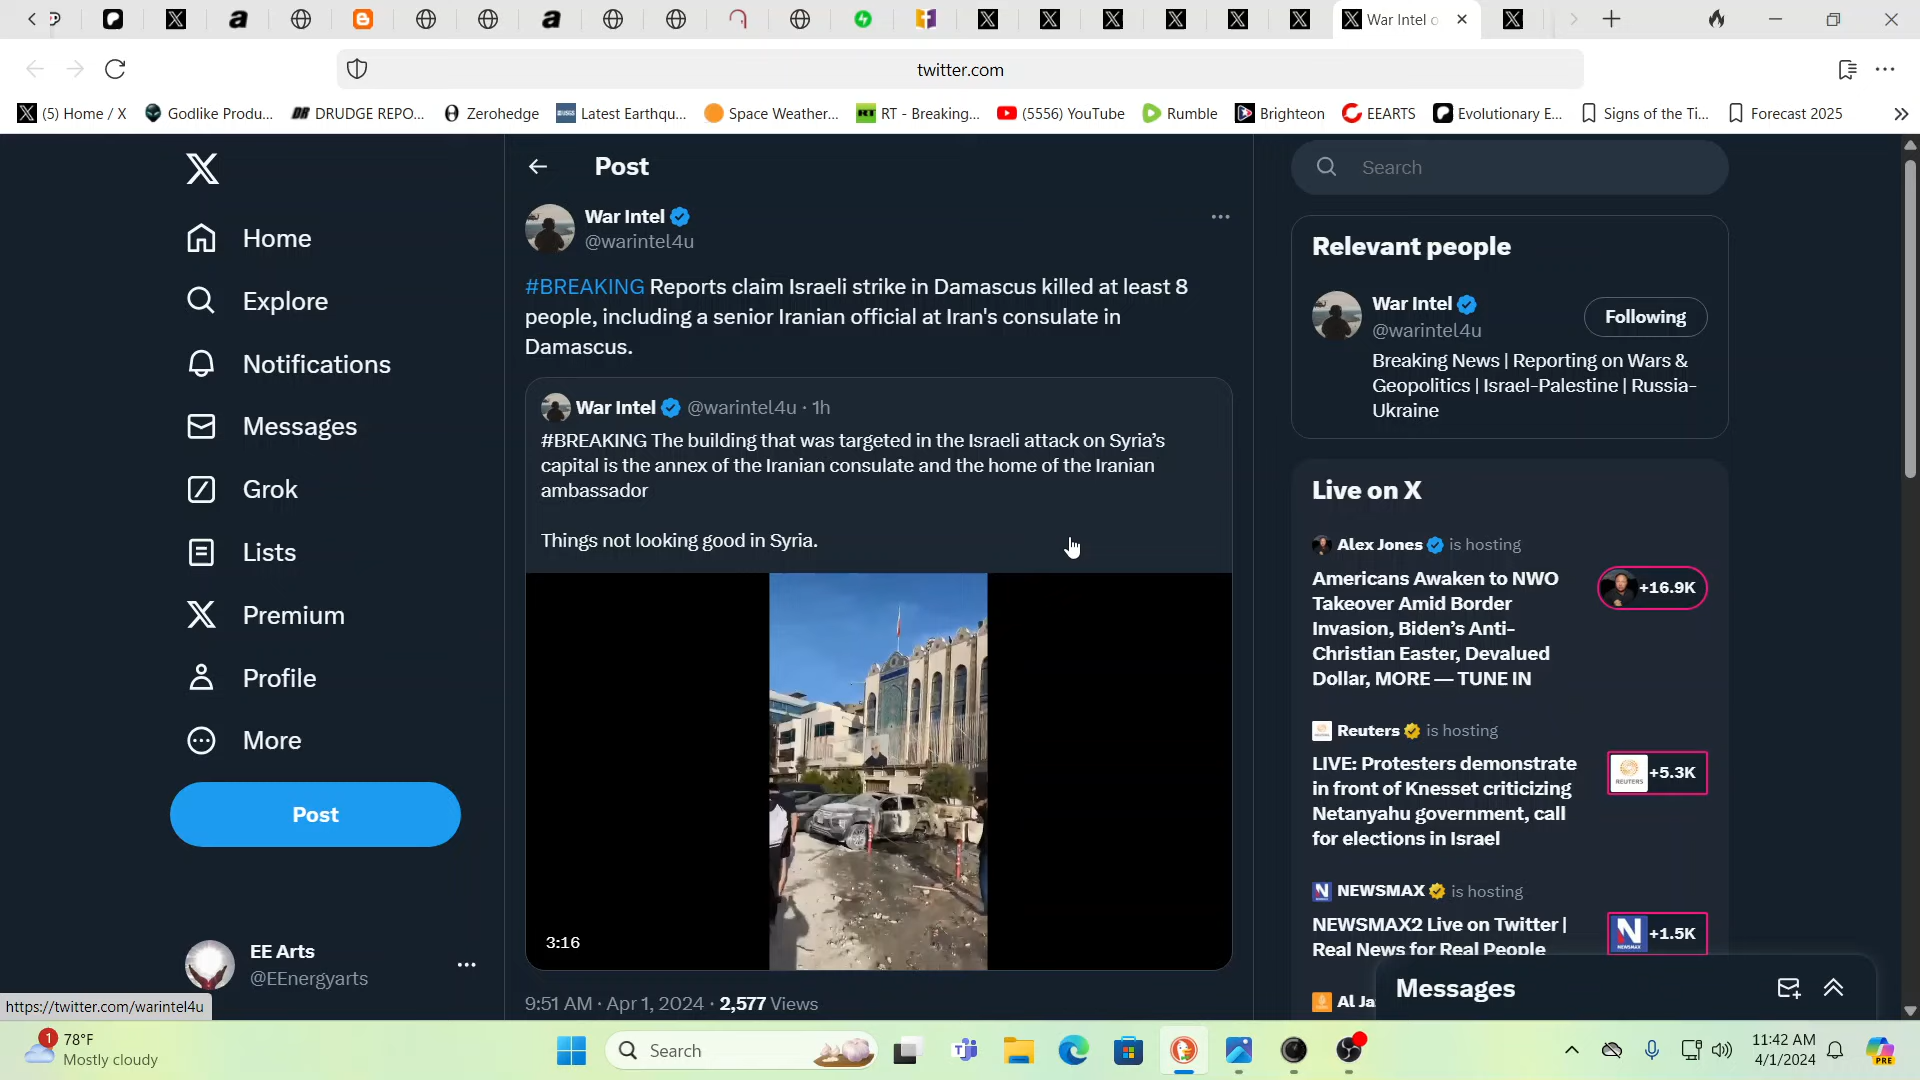 War Intel o
twitter.com
(5) Home / X
Godlike Produ...
DRUDGE REPO...
Zerohedge
Latest Earthqu...
Space Weather...
RT - Breaking...
(5556) YouTube
Rumble
Brighteon
EEARTS
Evolutionary E...
Signs of the Ti...
Forecast 2025
Home
Explore
Notifications
Messages
Grok
Lists
Premium
Profile
More
Post
EE Arts
@EEnergyarts
https://twitter.com/warintel4u
Post
War Intel
@warintel4u
#BREAKING Reports claim Israeli strike in Damascus killed at least 8
people, including a senior Iranian official at Iran's consulate in
Damascus.
War Intel @warintel4u · 1h
#BREAKING The building that was targeted in the Israeli attack on Syria’s
capital is the annex of the Iranian consulate and the home of the Iranian
ambassador
Things not looking good in Syria.
3:16
9:51 AM · Apr 1, 2024 · 2,577 Views
Search
Relevant people
War Intel
@warintel4u
Following
Breaking News | Reporting on Wars &
Geopolitics | Israel-Palestine | Russia-
Ukraine
Live on X
Alex Jones is hosting
Americans Awaken to NWO
Takeover Amid Border
Invasion, Biden’s Anti-
Christian Easter, Devalued
Dollar, MORE — TUNE IN
+16.9K
Reuters is hosting
LIVE: Protesters demonstrate
in front of Knesset criticizing
Netanyahu government, call
for elections in Israel
REUTERS
+5.3K
NEWSMAX is hosting
NEWSMAX2 Live on Twitter |
Real News for Real People
+1.5K
Al Ja
Messages
1
78°F
Mostly cloudy
Search
11:42 AM
4/1/2024
PRE